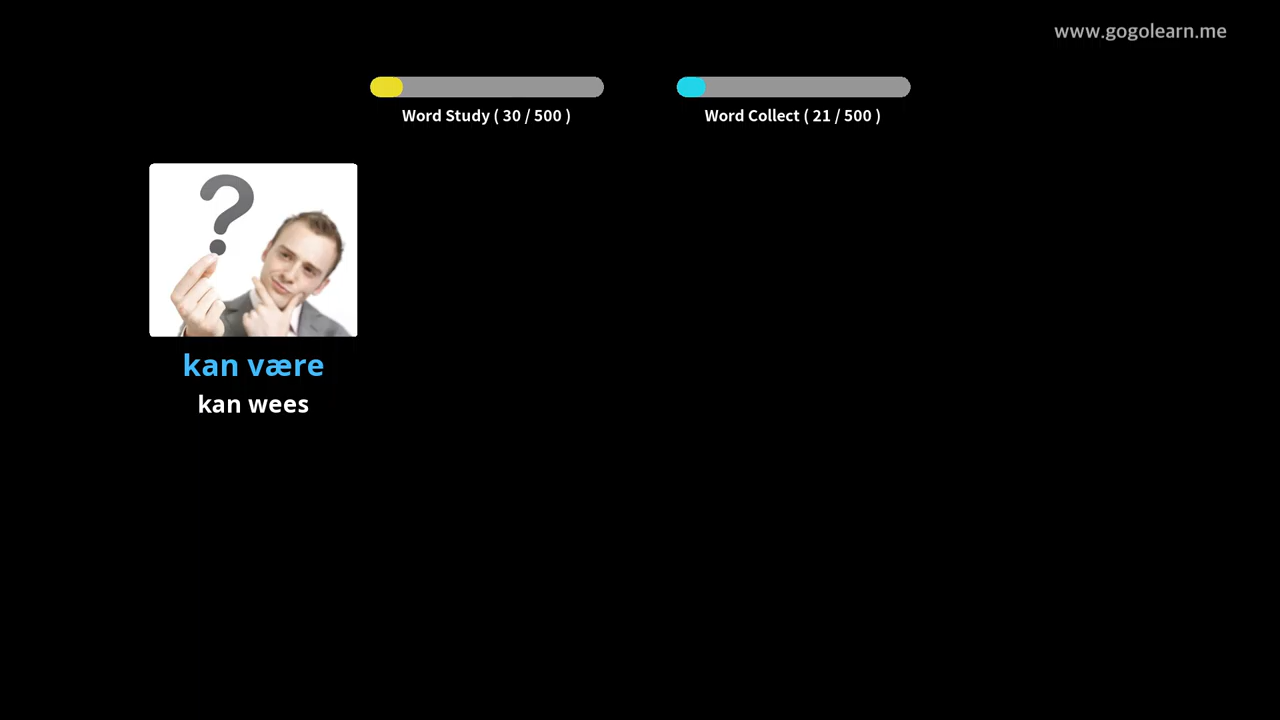 www.gogolearn.me
Word Study ( 30 / 500 )
Word Collect ( 21 / 500 )
?
kan være
kan wees